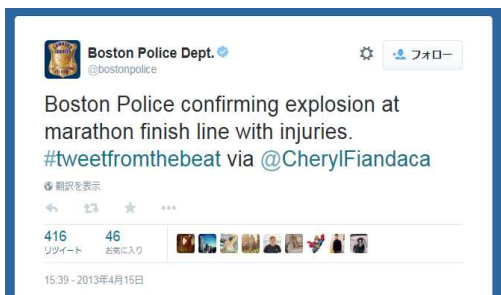 Boston Police Dept.
@bostonpolice
フォロー
Boston Police confirming explosion at
marathon finish line with injuries.
#tweetfromthebeat via @CherylFiandaca
翻訳を表示
416 46
リツイート お気に入り
15:39 - 2013年4月15日